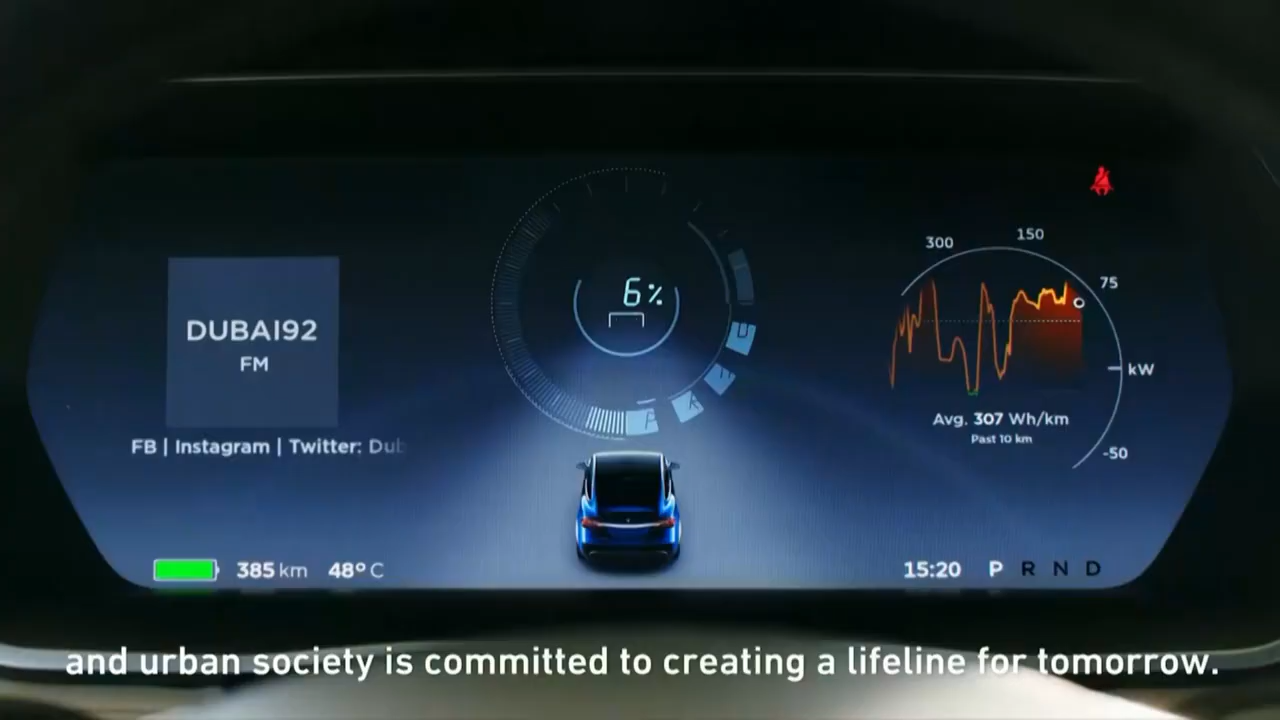 DUBAI92
FM
FB | Instagram | Twitter: Dub
6%
300
150
75
kW
-50
Avg. 307 Wh/km
Past 10 km
385 km 48° C
15:20 P R N D
and urban society is committed to creating a lifeline for tomorrow.